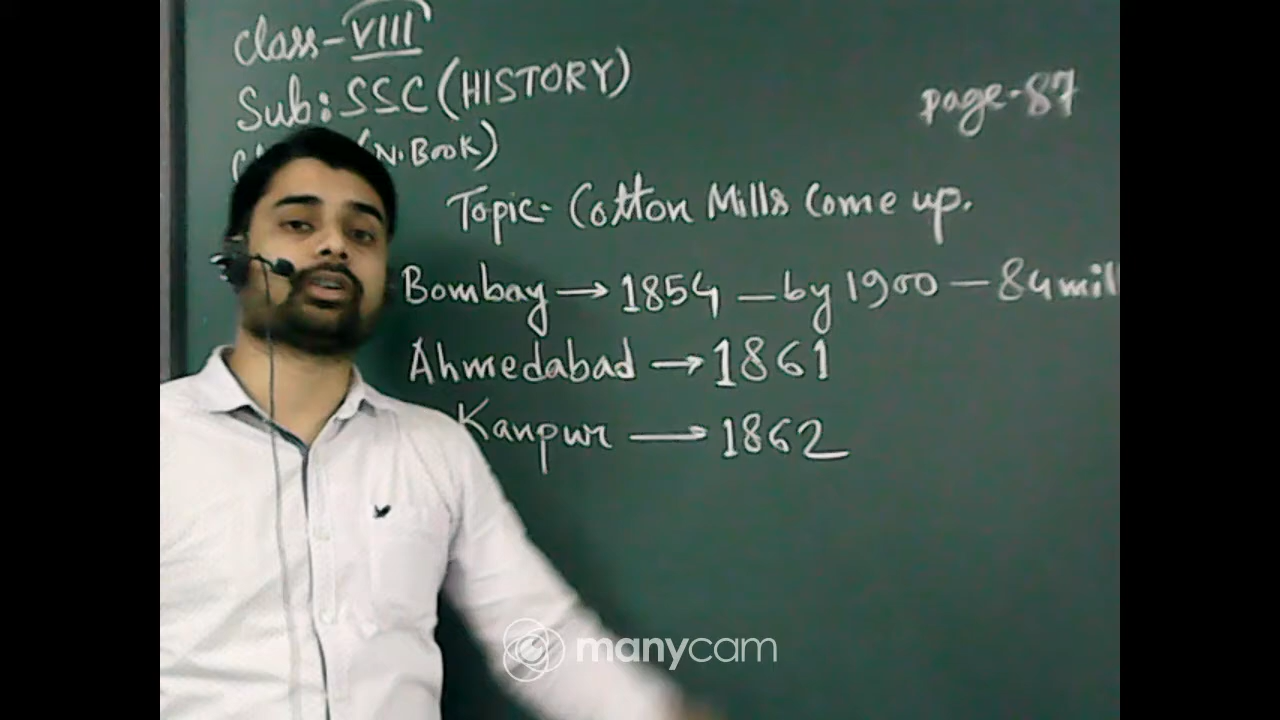 Class-VIII
Sub: SSC (HISTORY)
(N.Book)
page-87
Topic- Cotton Mills Come up.
Bombay → 1854 - by 1900 - 84 mil
Ahmedabad → 1861
Kanpur → 1862
manycam